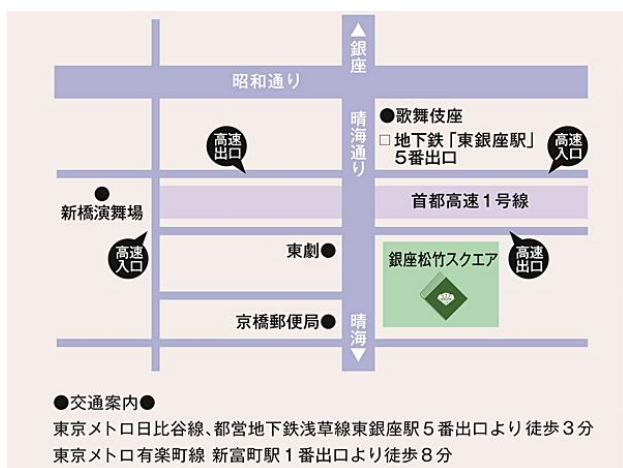 ▲銀座
昭和通り
晴海通り
●歌舞伎座
□地下鉄「東銀座駅」
5番出口
高速
出口
高速
入口
●
新橋演舞場
首都高速1号線
高速
入口
東劇●
銀座松竹スクエア
高速
出口
京橋郵便局●
晴海▼
●交通案内●
東京メトロ日比谷線、都営地下鉄浅草線東銀座駅5番出口より徒歩3分
東京メトロ有楽町線 新富町駅1番出口より徒歩8分